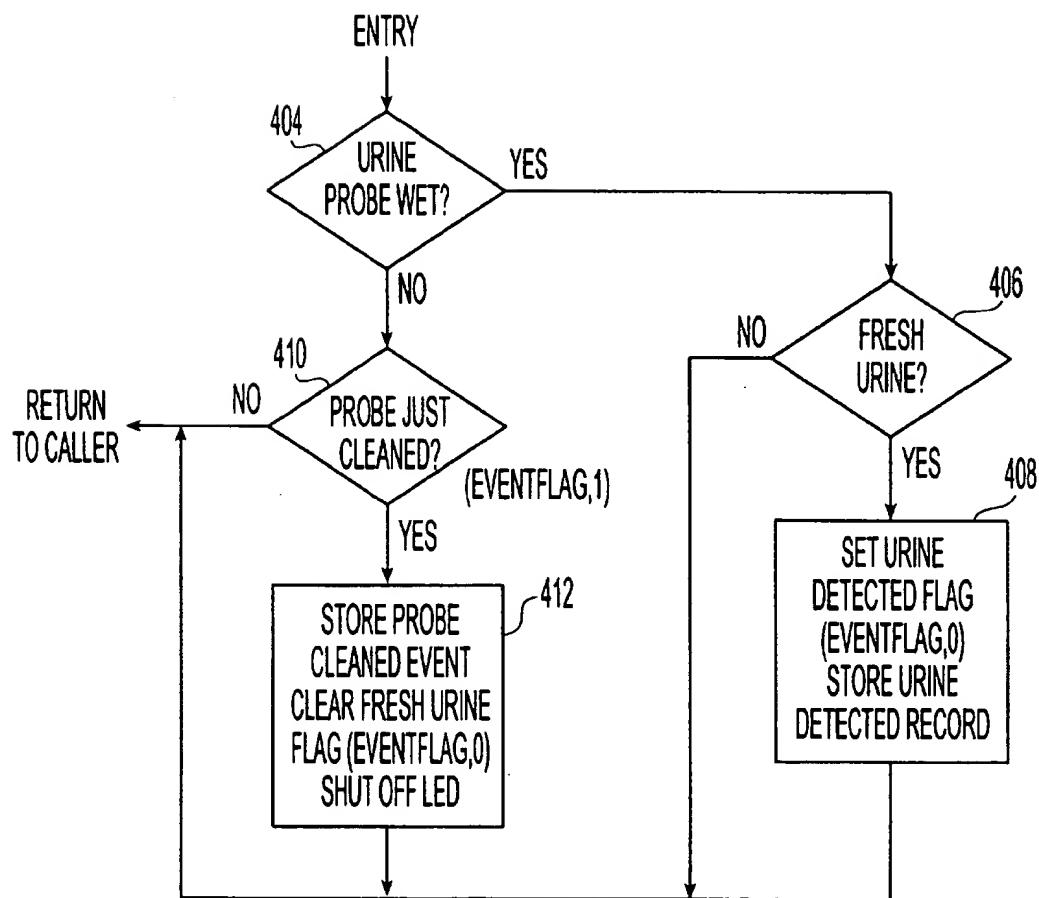 ENTRY
404
URINE
PROBE WET?
YES
NO
406
FRESH
URINE?
NO
YES
410
PROBE JUST
CLEANED?
(EVENTFLAG,1)
NO
RETURN
TO CALLER
YES
408
SET URINE
DETECTED FLAG
(EVENTFLAG,0)
STORE URINE
DETECTED RECORD
412
STORE PROBE
CLEANED EVENT
CLEAR FRESH URINE
FLAG (EVENTFLAG,0)
SHUT OFF LED